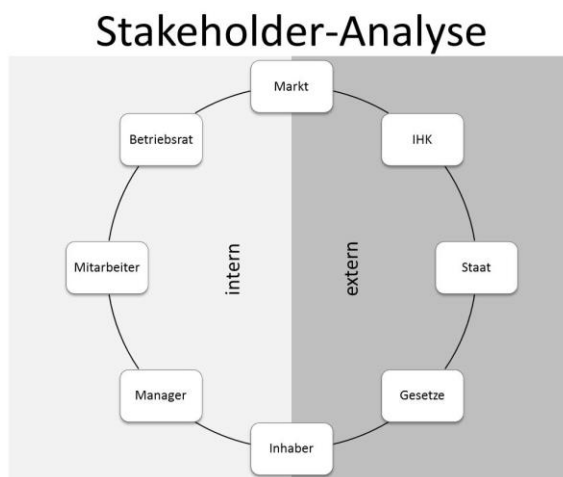 Stakeholder-Analyse
Markt
Betriebsrat
IHK
Mitarbeiter
intern
extern
Staat
Manager
Gesetze
Inhaber